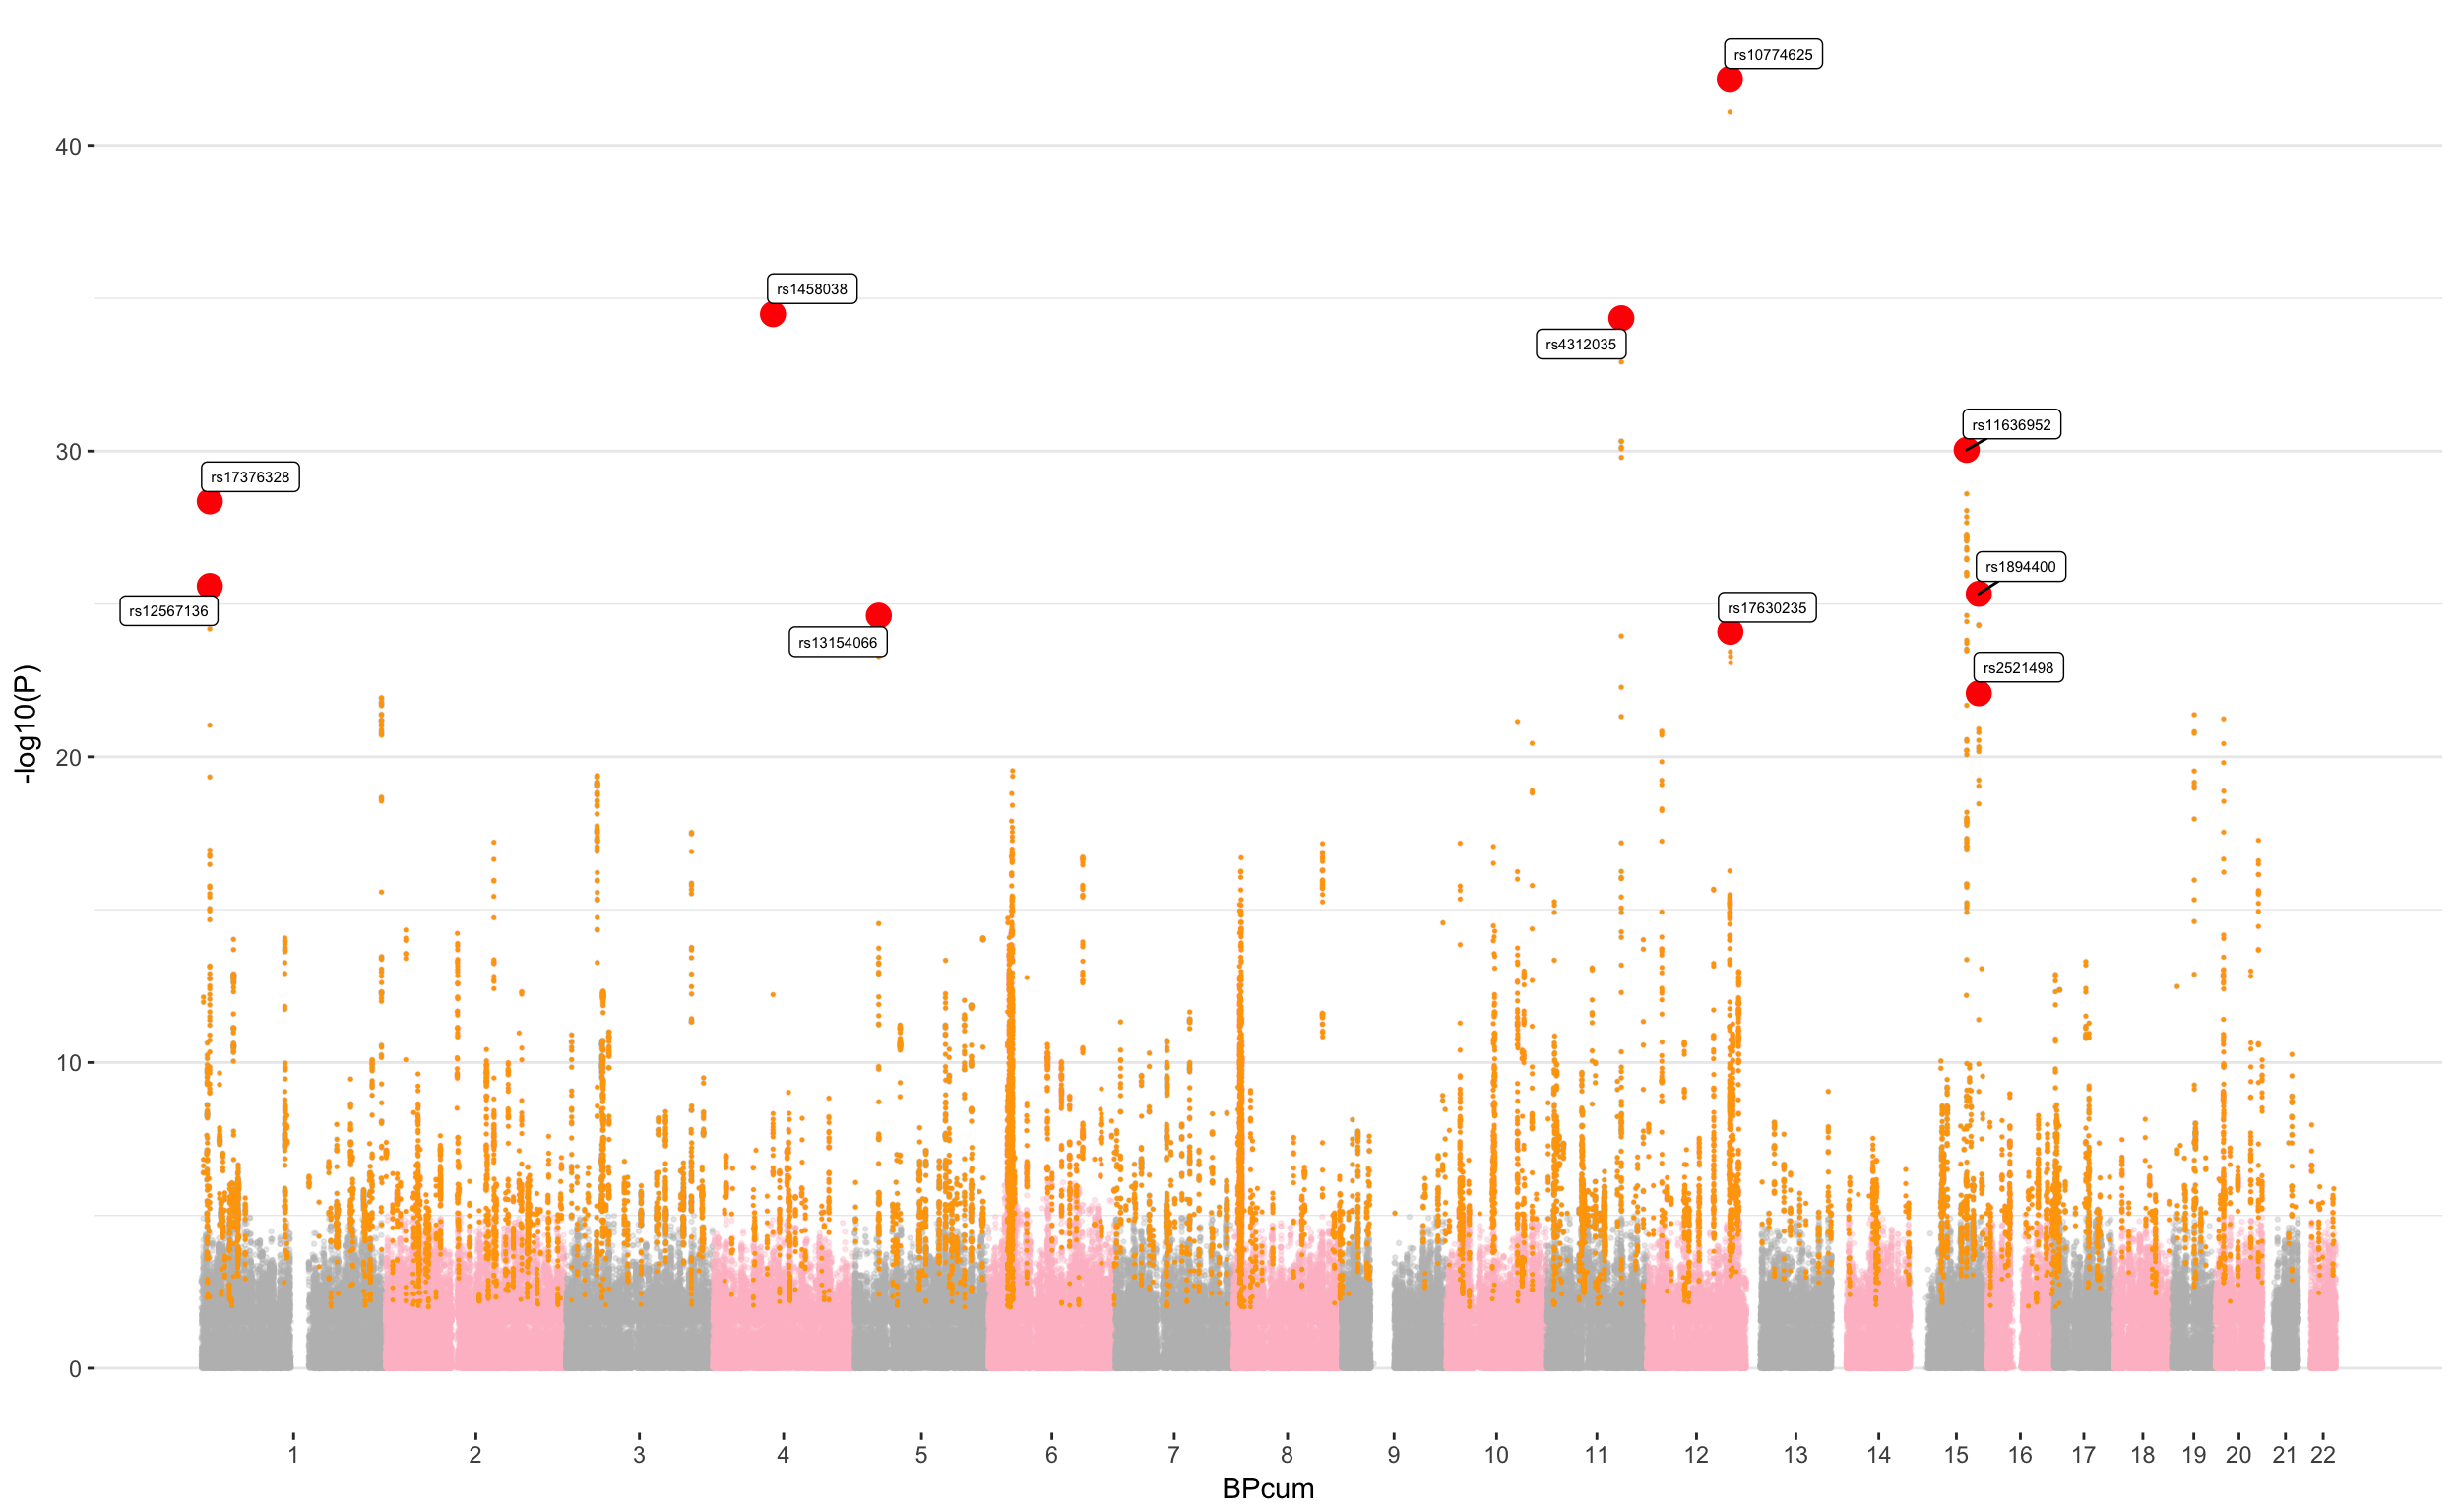 rs10774625
40
rs1458038
rs4312035
rs11636952
30
rs17376328
rs1894400
rs12567136
rs13154066
rs17630235
rs2521498
-log10(P)
20
10
0
1 2 3 4 5 6 7 8 9 10 11 12 13 14 15 16 17 18 19 20 21 22
BPcum